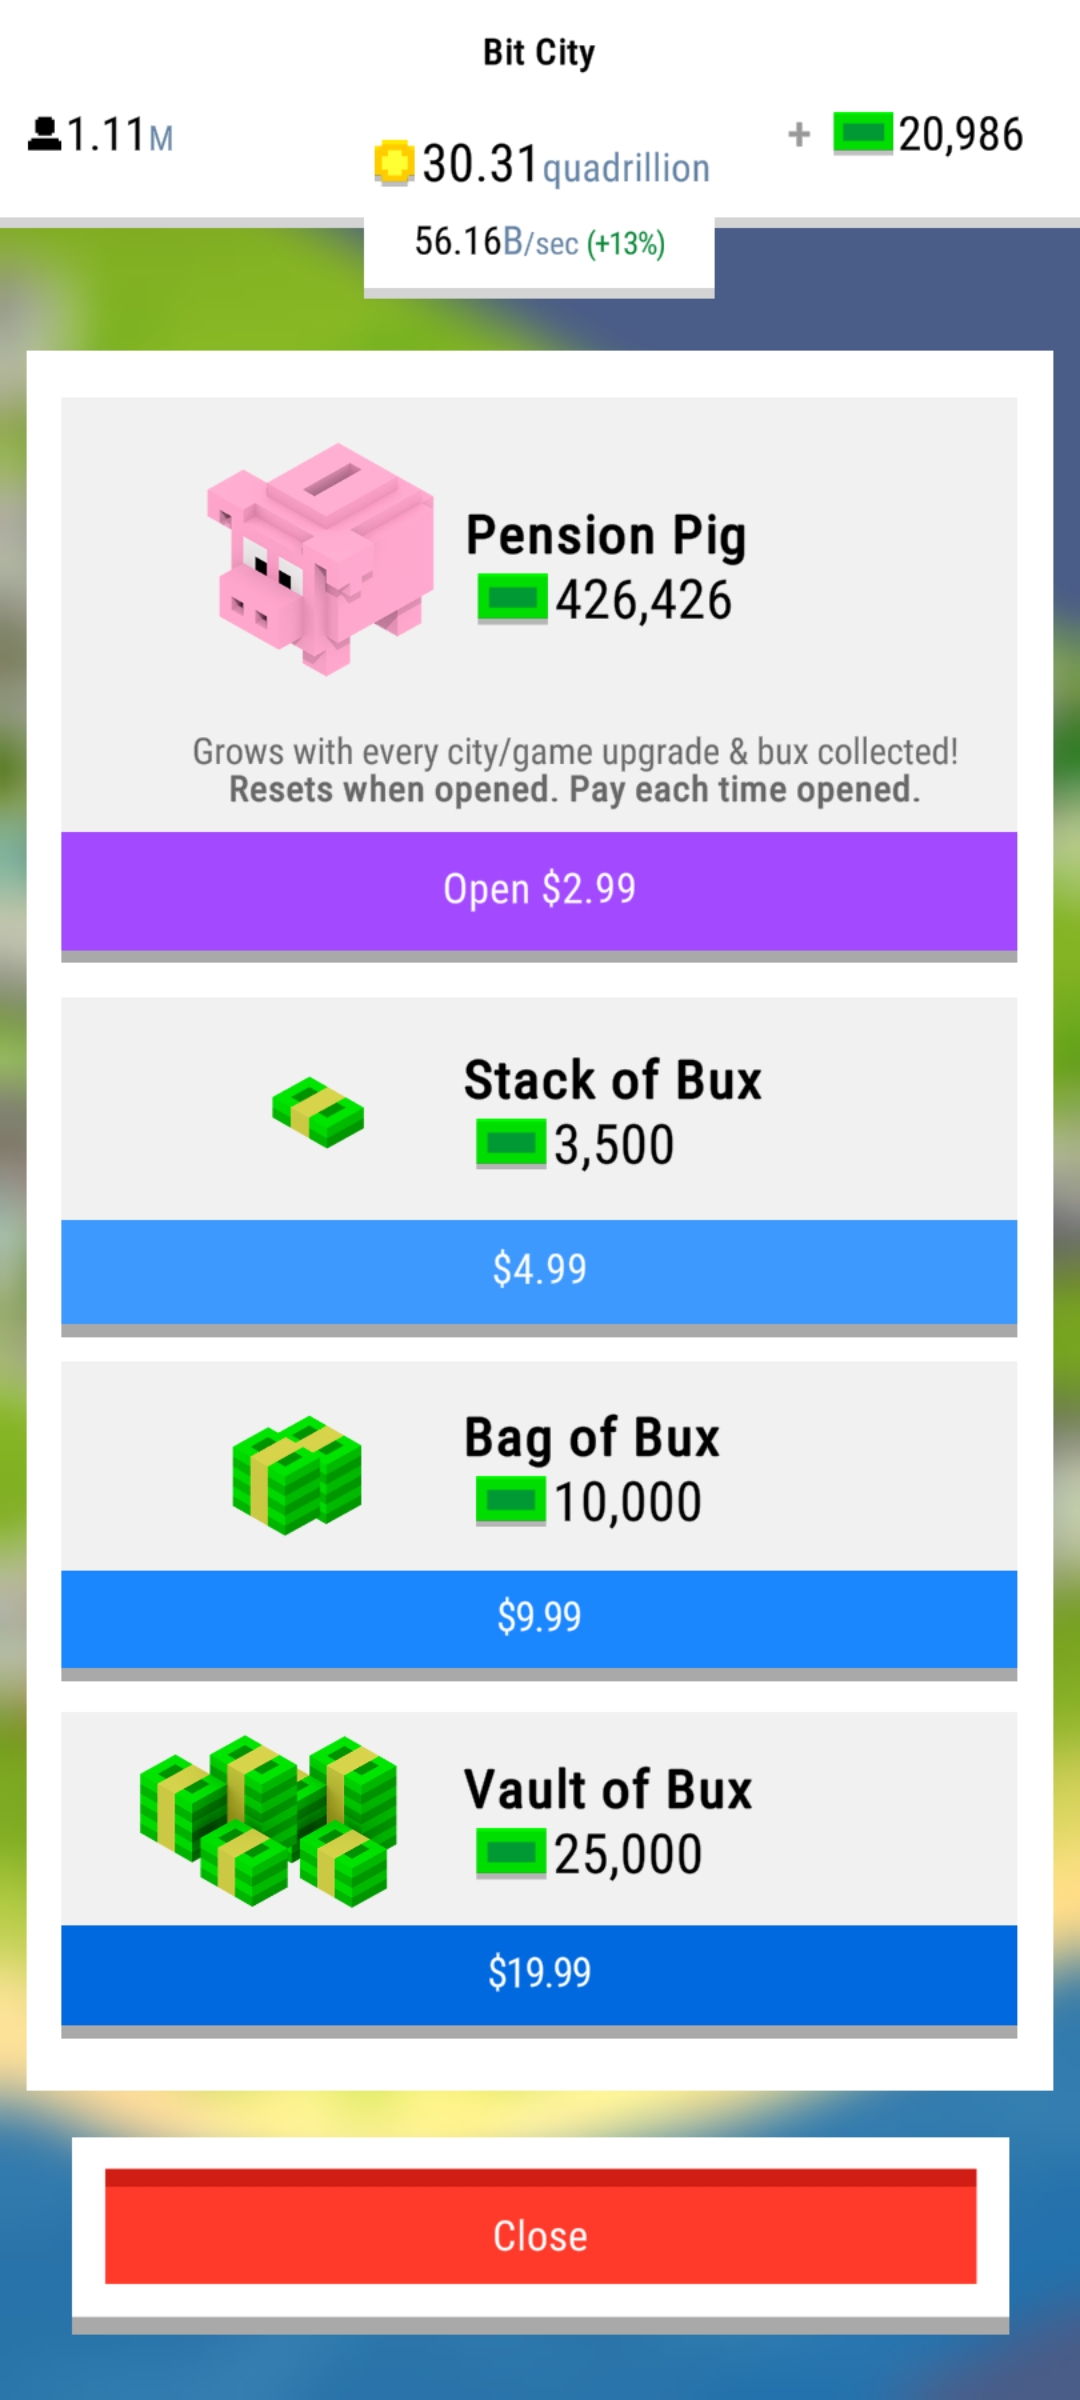 Bit City
1.11M
30.31quadrillion
+ 20,986
56.16B/sec (+13%)
Pension Pig
426,426
Grows with every city/game upgrade & bux collected!
Resets when opened. Pay each time opened.
Open $2.99
Stack of Bux
3,500
$4.99
Bag of Bux
10,000
$9.99
Vault of Bux
25,000
$19.99
Close